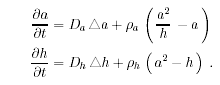 ∂a/∂t = D_a △a + ρ_a ( a²/h − a )
∂h/∂t = D_h △h + ρ_h ( a² − h ) .